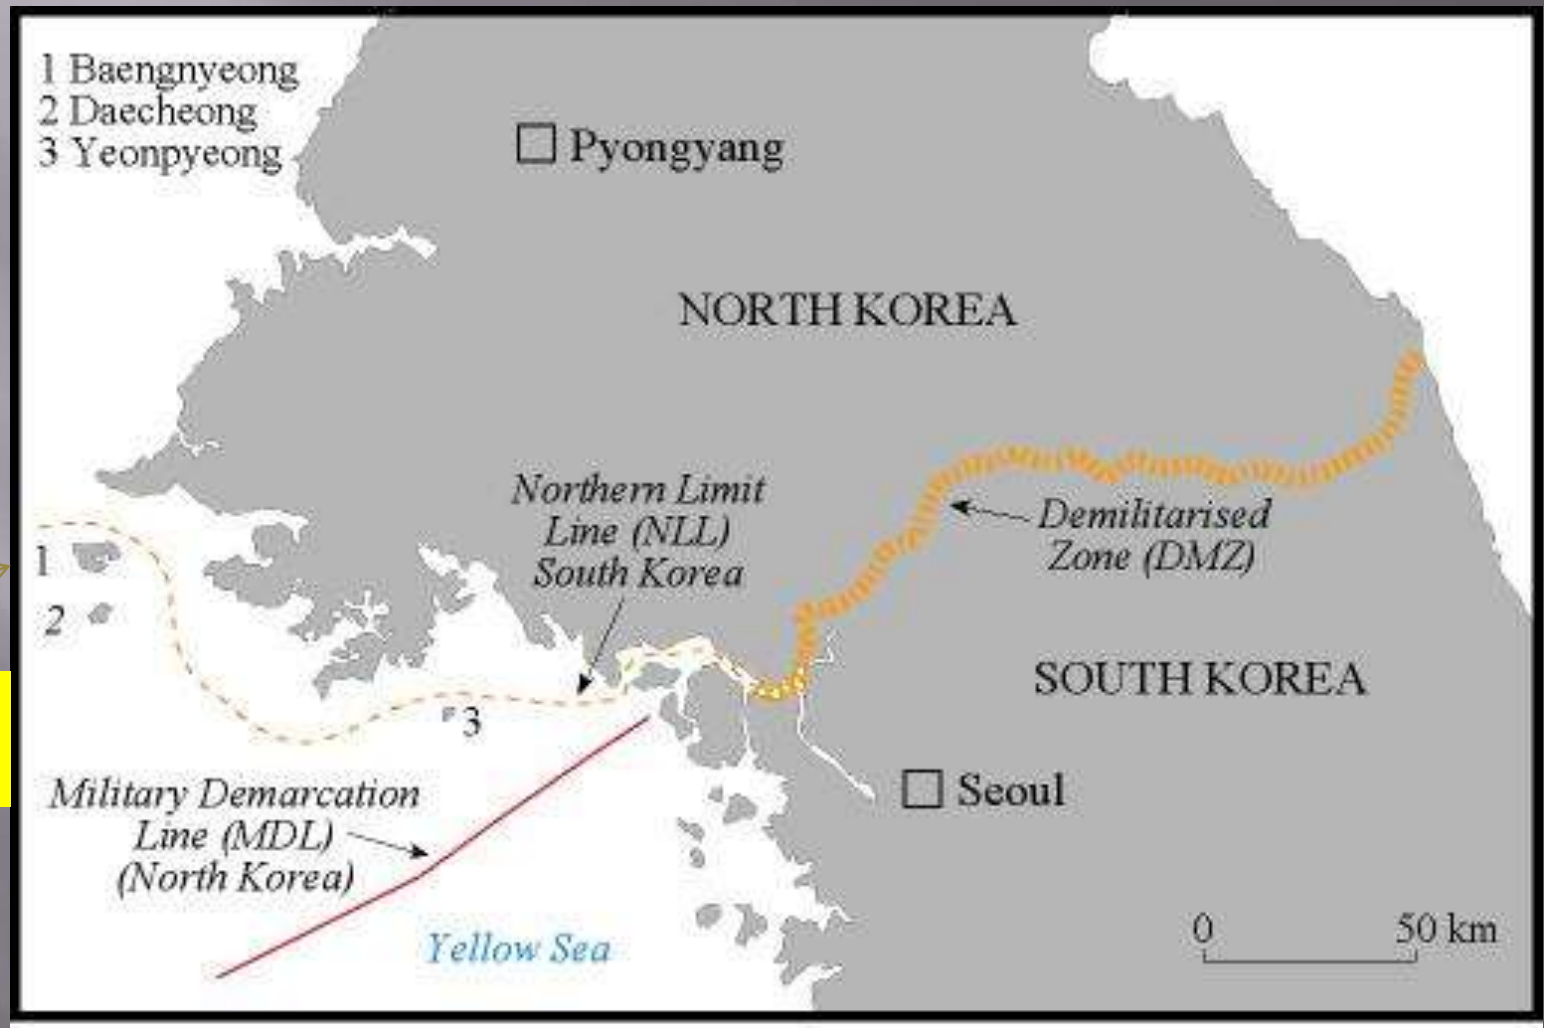 1 Baengnyeong
2 Daecheong
3 Yeonpyeong
Pyongyang
NORTH KOREA
Northern Limit
Line (NLL)
South Korea
Demilitarised
Zone (DMZ)
1
2
3
SOUTH KOREA
Military Demarcation
Line (MDL)
(North Korea)
Seoul
Yellow Sea
0 50 km